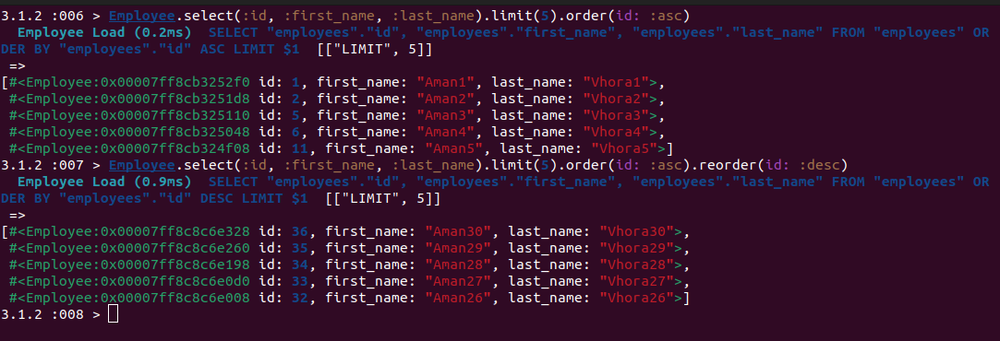 3.1.2 :006 > Employee.select(:id, :first_name, :last_name).limit(5).order(id: :asc)
  Employee Load (0.2ms)  SELECT "employees"."id", "employees"."first_name", "employees"."last_name" FROM "employees" OR
DER BY "employees"."id" ASC LIMIT $1  [["LIMIT", 5]]
 =>
[#<Employee:0x00007ff8cb3252f0 id: 1, first_name: "Aman1", last_name: "Vhora1">,
 #<Employee:0x00007ff8cb3251d8 id: 2, first_name: "Aman2", last_name: "Vhora2">,
 #<Employee:0x00007ff8cb325110 id: 5, first_name: "Aman3", last_name: "Vhora3">,
 #<Employee:0x00007ff8cb325048 id: 6, first_name: "Aman4", last_name: "Vhora4">,
 #<Employee:0x00007ff8cb324f08 id: 11, first_name: "Aman5", last_name: "Vhora5">]
3.1.2 :007 > Employee.select(:id, :first_name, :last_name).limit(5).order(id: :asc).reorder(id: :desc)
  Employee Load (0.9ms)  SELECT "employees"."id", "employees"."first_name", "employees"."last_name" FROM "employees" OR
DER BY "employees"."id" DESC LIMIT $1  [["LIMIT", 5]]
 =>
[#<Employee:0x00007ff8c8c6e328 id: 36, first_name: "Aman30", last_name: "Vhora30">,
 #<Employee:0x00007ff8c8c6e260 id: 35, first_name: "Aman29", last_name: "Vhora29">,
 #<Employee:0x00007ff8c8c6e198 id: 34, first_name: "Aman28", last_name: "Vhora28">,
 #<Employee:0x00007ff8c8c6e0d0 id: 33, first_name: "Aman27", last_name: "Vhora27">,
 #<Employee:0x00007ff8c8c6e008 id: 32, first_name: "Aman26", last_name: "Vhora26">]
3.1.2 :008 >